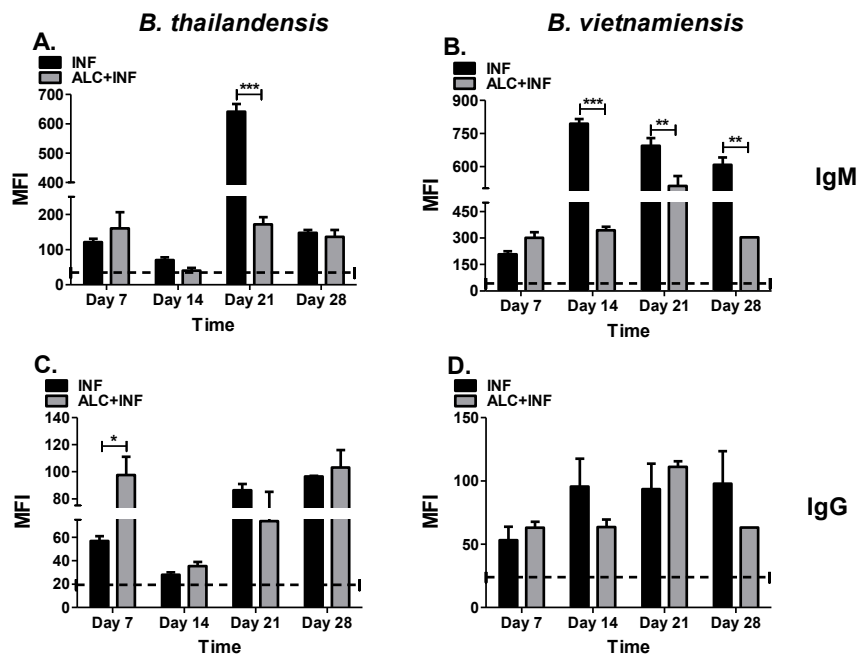 B. thailandensis
B. vietnamiensis
A.
INF
ALC+INF
***
700
600
500
400
200
100
0
MFI
Day 7
Day 14
Day 21
Day 28
Time
B.
INF
ALC+INF
***
**
**
900
750
600
450
300
150
0
MFI
Day 7
Day 14
Day 21
Day 28
Time
IgM
C.
INF
ALC+INF
*
140
120
100
80
60
40
20
0
MFI
Day 7
Day 14
Day 21
Day 28
Time
D.
INF
ALC+INF
150
100
50
0
MFI
Day 7
Day 14
Day 21
Day 28
Time
IgG